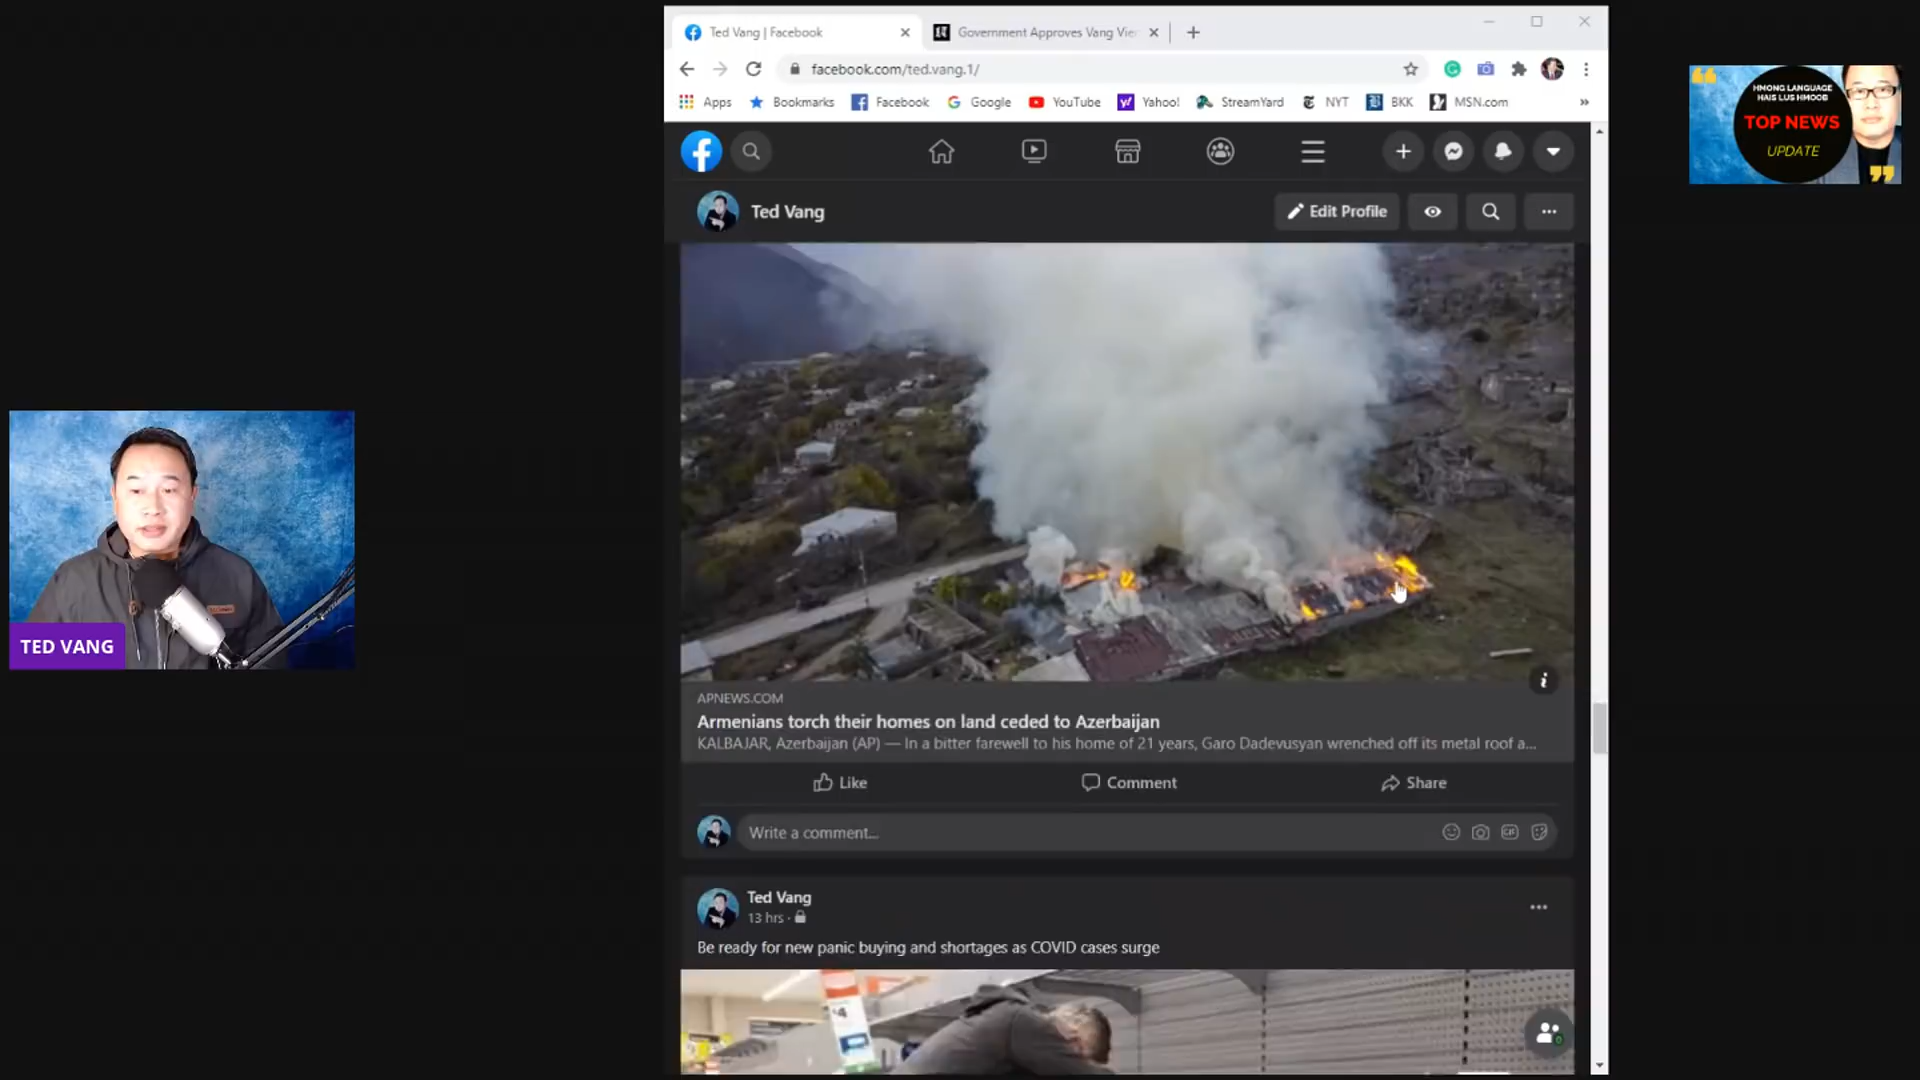 Ted Vang | Facebook
Government Approves Vang Vie
facebook.com/ted.vang.1/
Apps
Bookmarks
Facebook
Google
YouTube
Yahoo!
StreamYard
NYT
BKK
MSN.com
Ted Vang
Edit Profile
HMONG LANGUAGE
HAIS LUS HMOOB
TOP NEWS
UPDATE
TED VANG
APNEWS.COM
Armenians torch their homes on land ceded to Azerbaijan
KALBAJAR, Azerbaijan (AP) — In a bitter farewell to his home of 21 years, Garo Dadevusyan wrenched off its metal roof a...
Like
Comment
Share
Write a comment...
GIF
Ted Vang
13 hrs ·
Be ready for new panic buying and shortages as COVID cases surge